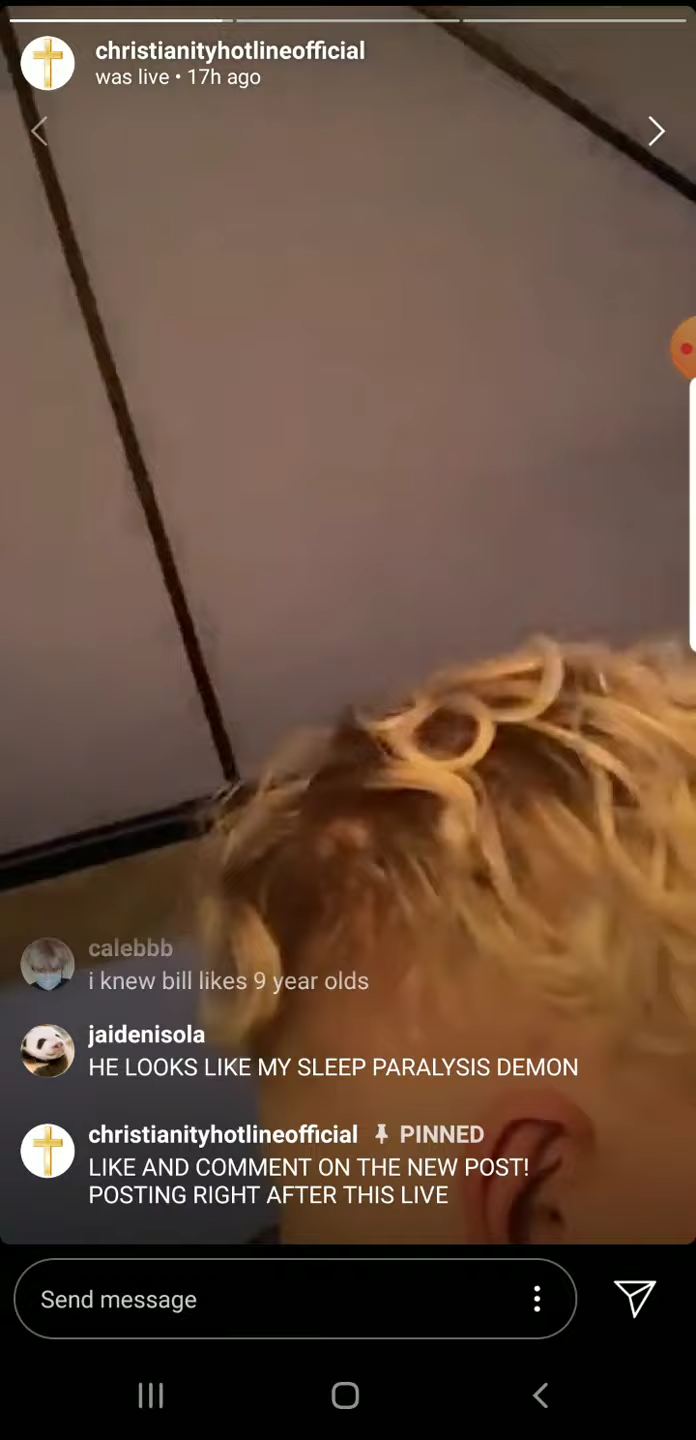 christianityhotlineofficial
was live • 17h ago
calebbb
i knew bill likes 9 year olds
jaidenisola
HE LOOKS LIKE MY SLEEP PARALYSIS DEMON
christianityhotlineofficial PINNED
LIKE AND COMMENT ON THE NEW POST!
POSTING RIGHT AFTER THIS LIVE
Send message